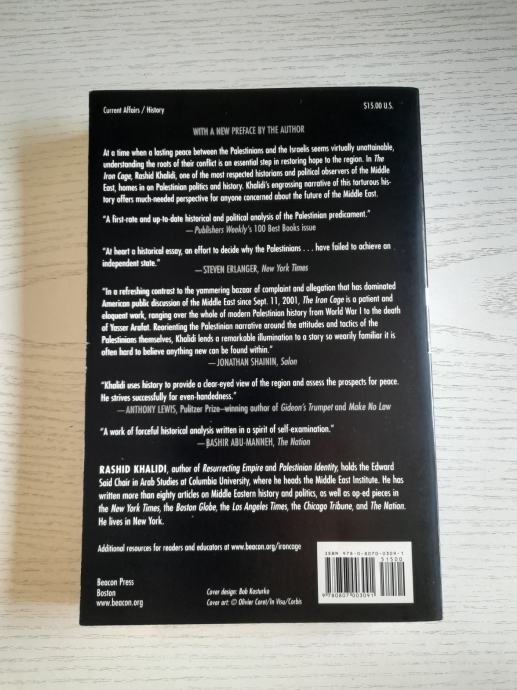 Current Affairs / History
$15.00 U.S.
WITH A NEW PREFACE BY THE AUTHOR
At a time when a lasting peace between the Palestinians and the Israelis seems virtually unattainable,
understanding the roots of their conflict is an essential step in restoring hope to the region. In The
Iron Cage, Rashid Khalidi, one of the most respected historians and political observers of the Middle
East, homes in on Palestinian politics and history. Khalidi's engrossing narrative of this torturous his-
tory offers much-needed perspective for anyone concerned about the future of the Middle East.
"A first-rate and up-to-date historical and political analysis of the Palestinian predicament."
—Publishers Weekly's 100 Best Books issue
"At heart a historical essay, an effort to decide why the Palestinians . . . have failed to achieve an
independent state."
—STEVEN ERLANGER, New York Times
"In a refreshing contrast to the yammering bazaar of complaint and allegation that has dominated
American public discussion of the Middle East since Sept. 11, 2001, The Iron Cage is a patient and
eloquent work, ranging over the whole of modern Palestinian history from World War I to the death
of Yasser Arafat. Reorienting the Palestinian narrative around the attitudes and tactics of the
Palestinians themselves, Khalidi lends a remarkable illumination to a story so wearily familiar it is
often hard to believe anything new can be found within."
—JONATHAN SHAININ, Salon
"Khalidi uses history to provide a clear-eyed view of the region and assess the prospects for peace.
He strives successfully for even-handedness."
—ANTHONY LEWIS, Pulitzer Prize–winning author of Gideon's Trumpet and Make No Law
"A work of forceful historical analysis written in a spirit of self-examination."
—BASHIR ABU-MANNEH, The Nation
RASHID KHALIDI, author of Resurrecting Empire and Palestinian Identity, holds the Edward
Said Chair in Arab Studies at Columbia University, where he heads the Middle East Institute. He has
written more than eighty articles on Middle Eastern history and politics, as well as op-ed pieces in
the New York Times, the Boston Globe, the Los Angeles Times, the Chicago Tribune, and The Nation.
He lives in New York.
Additional resources for readers and educators at www.beacon.org/ironcage
ISBN 978-0-8070-0309-1
51500
9 780807 003091
Beacon Press
Boston
www.beacon.org
Cover design: Bob Kosturko
Cover art: © Olivier Coret/In Visu/Corbis